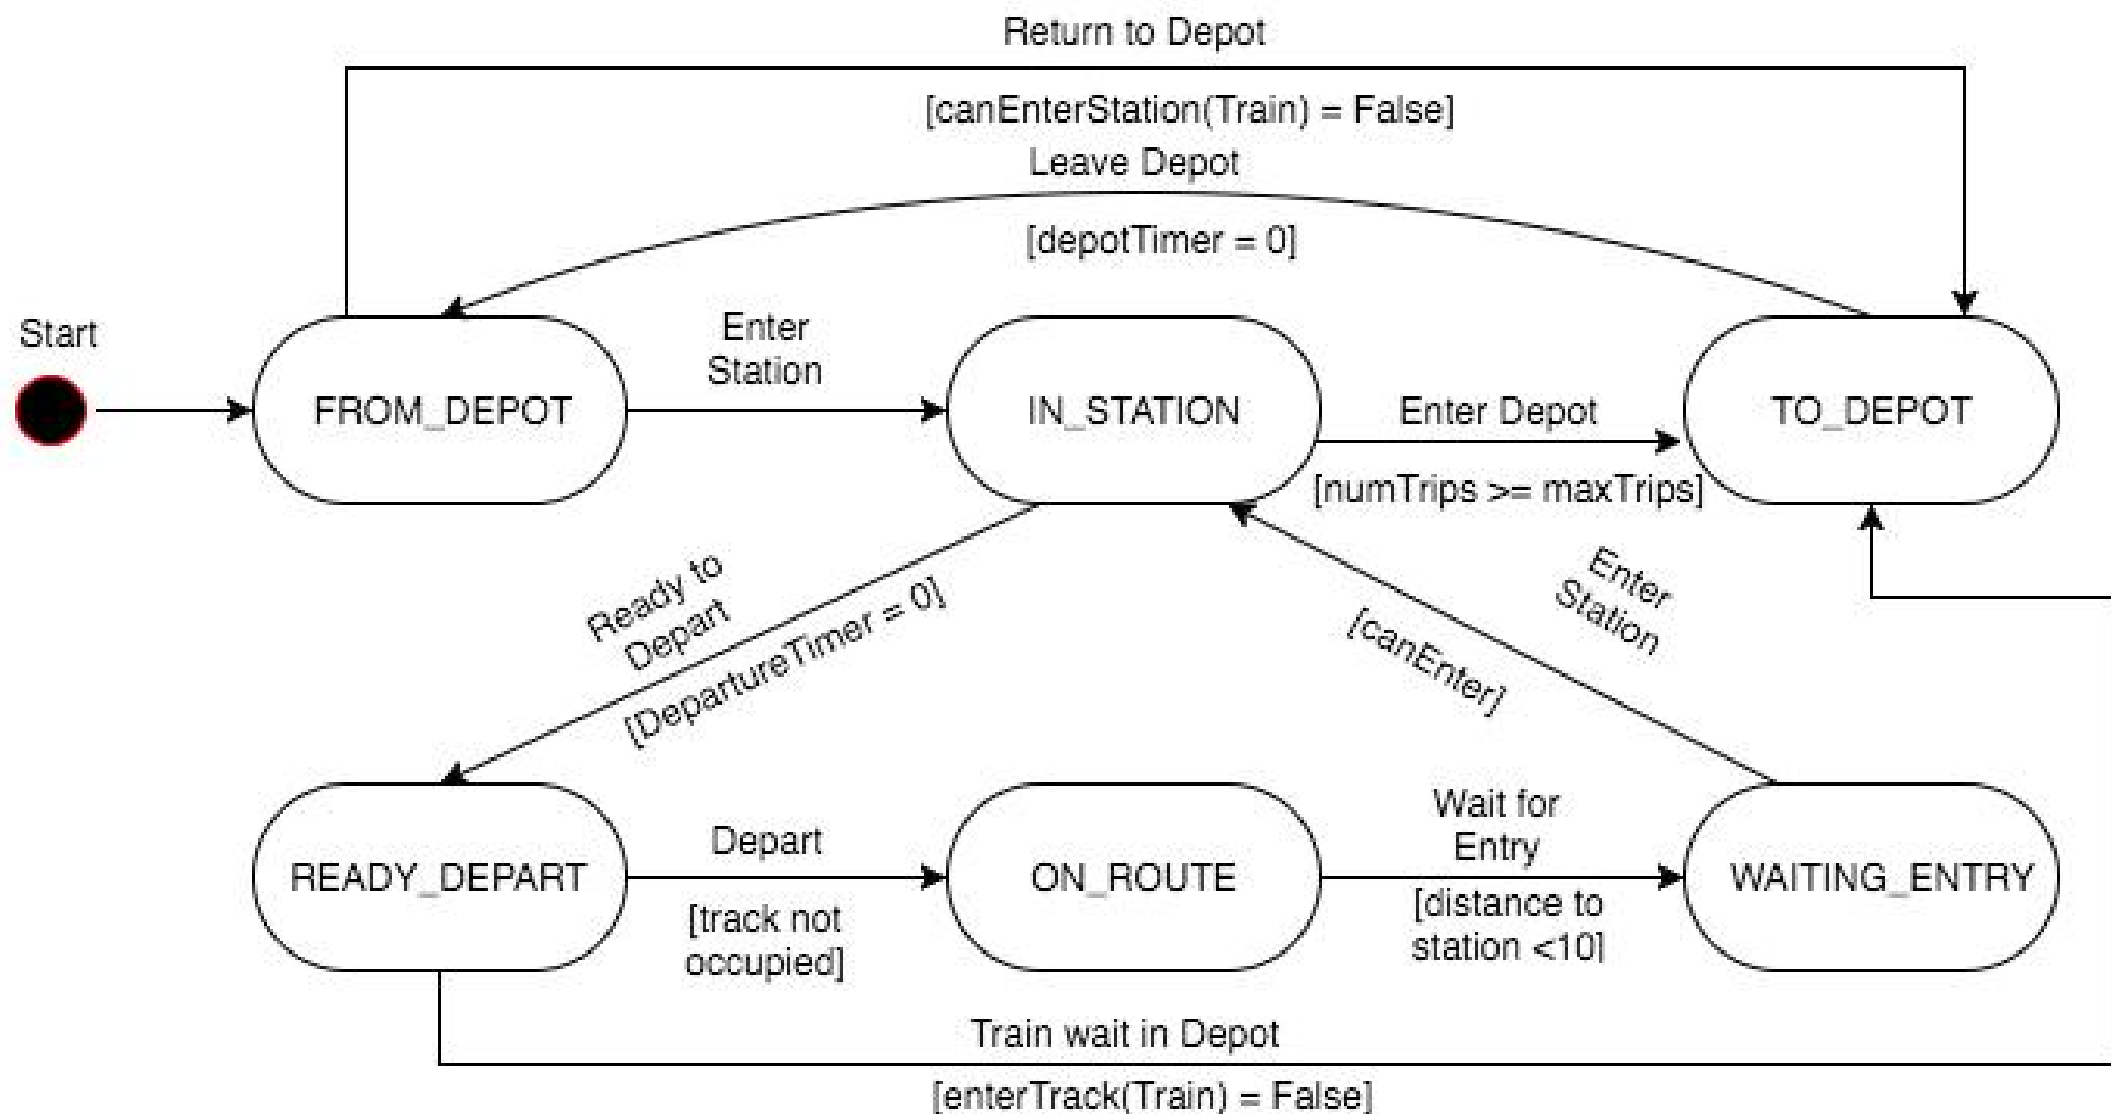 Return to Depot
[canEnterStation(Train) = False]
Leave Depot
[depotTimer = 0]
Start
Enter
Station
FROM_DEPOT
IN_STATION
Enter Depot
TO_DEPOT
[numTrips >= maxTrips]
Ready to
Depart
[DepartureTimer = 0]
Enter
Station
[canEnter]
READY_DEPART
Depart
[track not
occupied]
ON_ROUTE
Wait for
Entry
[distance to
station <10]
WAITING_ENTRY
Train wait in Depot
[enterTrack(Train) = False]